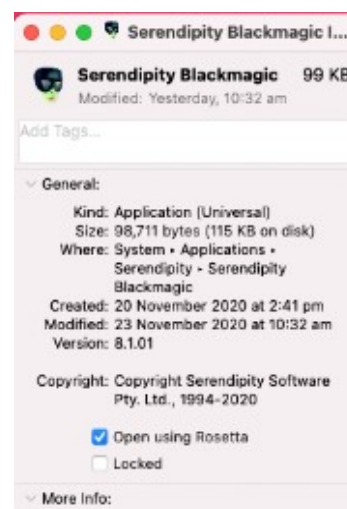 Serendipity Blackmagic I...
Serendipity Blackmagic 99 KB
Modified: Yesterday, 10:32 am
Add Tags...
General:
Kind: Application (Universal)
Size: 98,711 bytes (115 KB on disk)
Where: System • Applications •
Serendipity • Serendipity
Blackmagic
Created: 20 November 2020 at 2:41 pm
Modified: 23 November 2020 at 10:32 am
Version: 8.1.01
Copyright: Copyright Serendipity Software
Pty. Ltd., 1994-2020
Open using Rosetta
Locked
More Info: